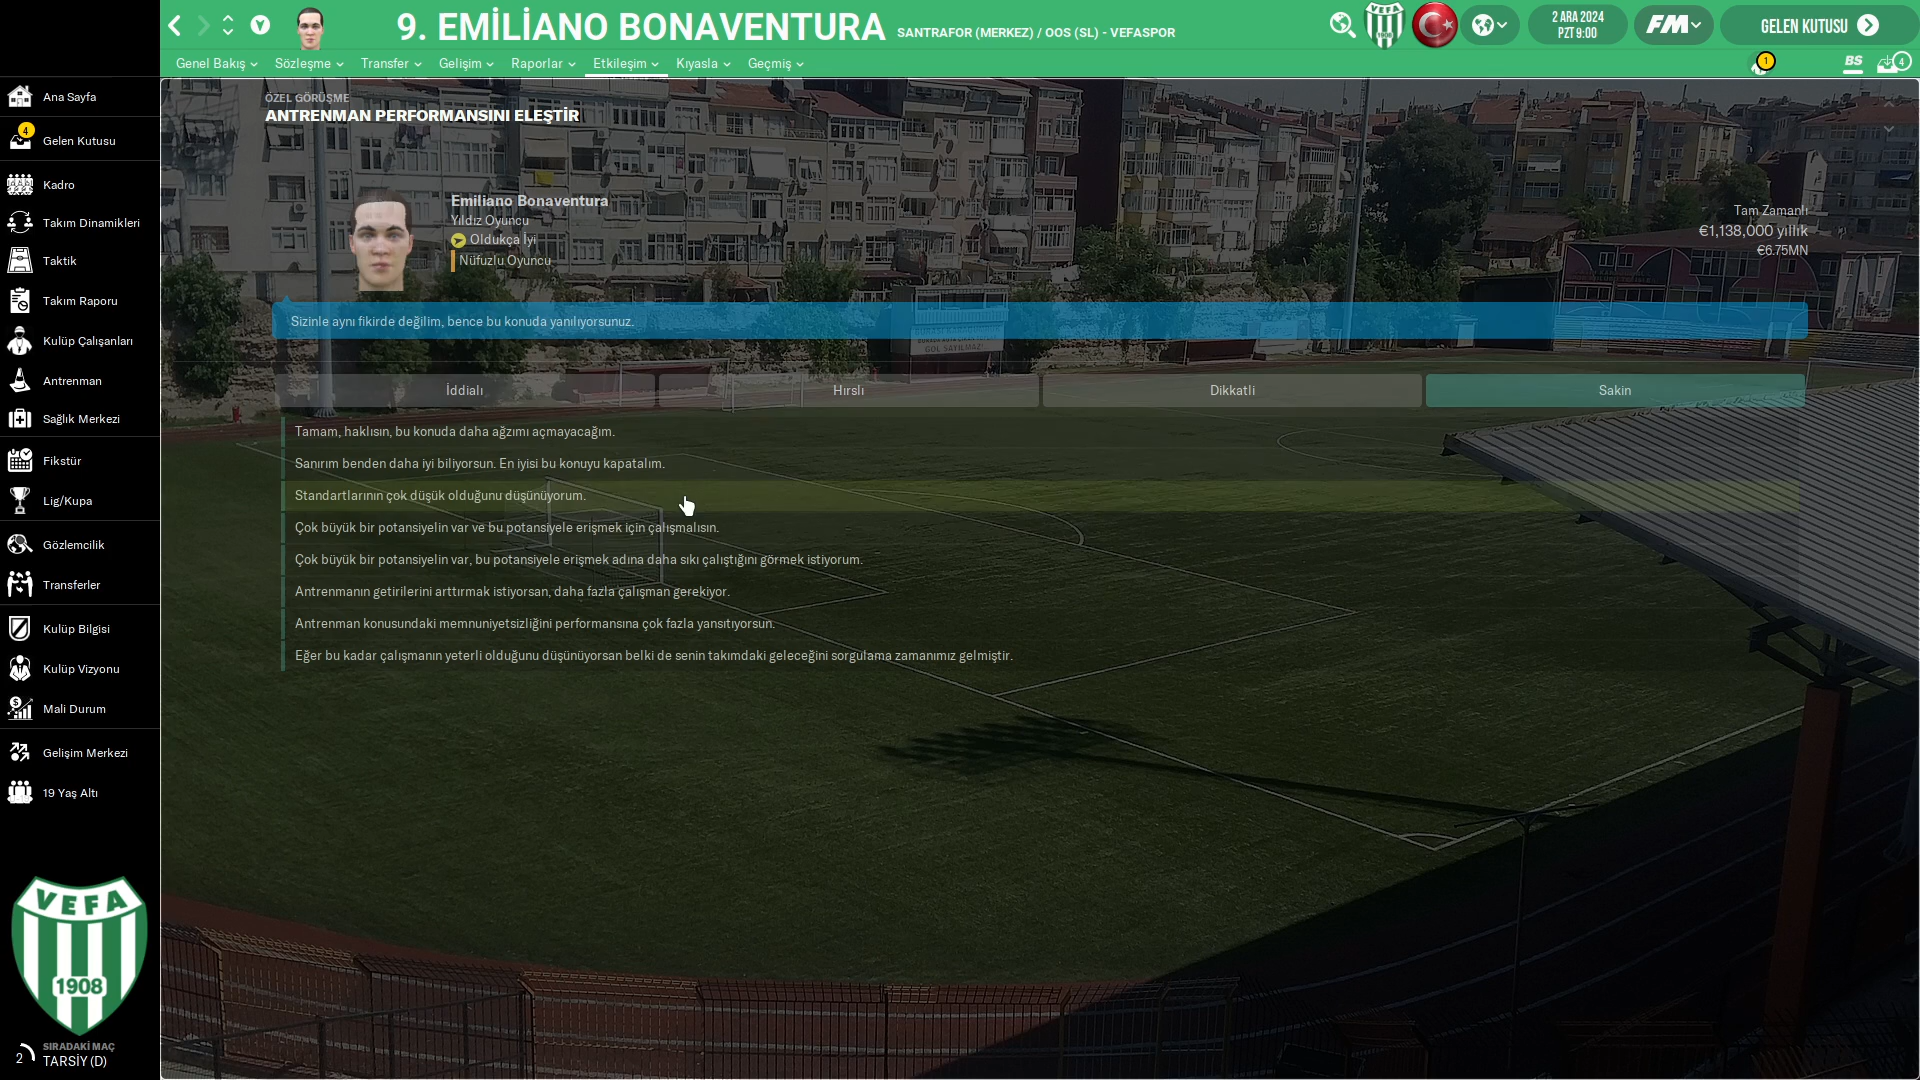 9. EMİLİANO BONAVENTURA SANTRAFOR (MERKEZ) / OOS (SL) - VEFASPOR
VEFA
2 ARA 2024
PZT 9:00
FM
GELEN KUTUSU
Genel Bakış
Sözleşme
Transfer
Gelişim
Raporlar
Etkileşim
Kıyasla
Geçmiş
1
BS
4
Ana Sayfa
4
Gelen Kutusu
Kadro
Takım Dinamikleri
Taktik
Takım Raporu
Kulüp Çalışanları
Antrenman
Sağlık Merkezi
Fikstür
Lig/Kupa
Gözlemcilik
Transferler
Kulüp Bilgisi
Kulüp Vizyonu
Mali Durum
Gelişim Merkezi
19 Yaş Altı
VEFA
1908
2
SIRADAKİ MAÇ
TARSİY (D)
ÖZEL GÖRÜŞME
ANTRENMAN PERFORMANSINI ELEŞTİR
Emiliano Bonaventura
Yıldız Oyuncu
Oldukça İyi
Nüfuzlu Oyuncu
Tam Zamanlı
€1,138,000 yıllık
€6.75MN
Sizinle aynı fikirde değilim, bence bu konuda yanılıyorsunuz.
İddialı
Hırslı
Dikkatli
Sakin
Tamam, haklısın, bu konuda daha ağzımı açmayacağım.
Sanırım benden daha iyi biliyorsun. En iyisi bu konuyu kapatalım.
Standartlarının çok düşük olduğunu düşünüyorum.
Çok büyük bir potansiyelin var ve bu potansiyele erişmek için çalışmalısın.
Çok büyük bir potansiyelin var, bu potansiyele erişmek adına daha sıkı çalıştığını görmek istiyorum.
Antrenmanın getirilerini arttırmak istiyorsan, daha fazla çalışman gerekiyor.
Antrenman konusundaki memnuniyetsizliğini performansına çok fazla yansıtıyorsun.
Eğer bu kadar çalışmanın yeterli olduğunu düşünüyorsan belki de senin takımdaki geleceğini sorgulama zamanımız gelmiştir.